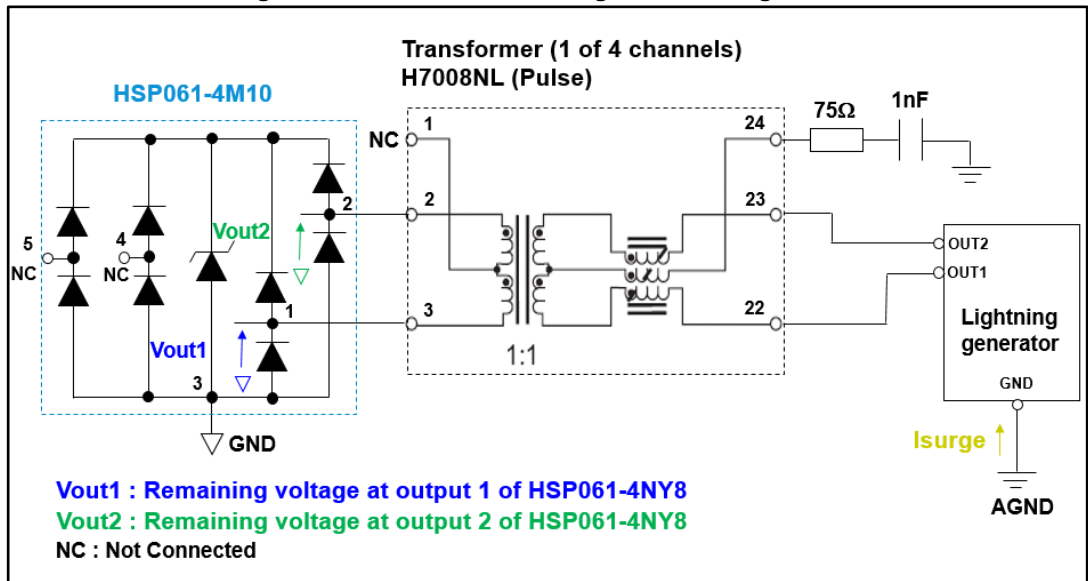 Transformer (1 of 4 channels)
H7008NL (Pulse)
HSP061-4M10
NC
1
24
75Ω
1nF
2
2
23
Vout2
5
4
NC
NC
OUT2
OUT1
1
3
22
Lightning
generator
Vout1
1:1
3
GND
GND
Isurge
AGND
Vout1 : Remaining voltage at output 1 of HSP061-4NY8
Vout2 : Remaining voltage at output 2 of HSP061-4NY8
NC : Not Connected